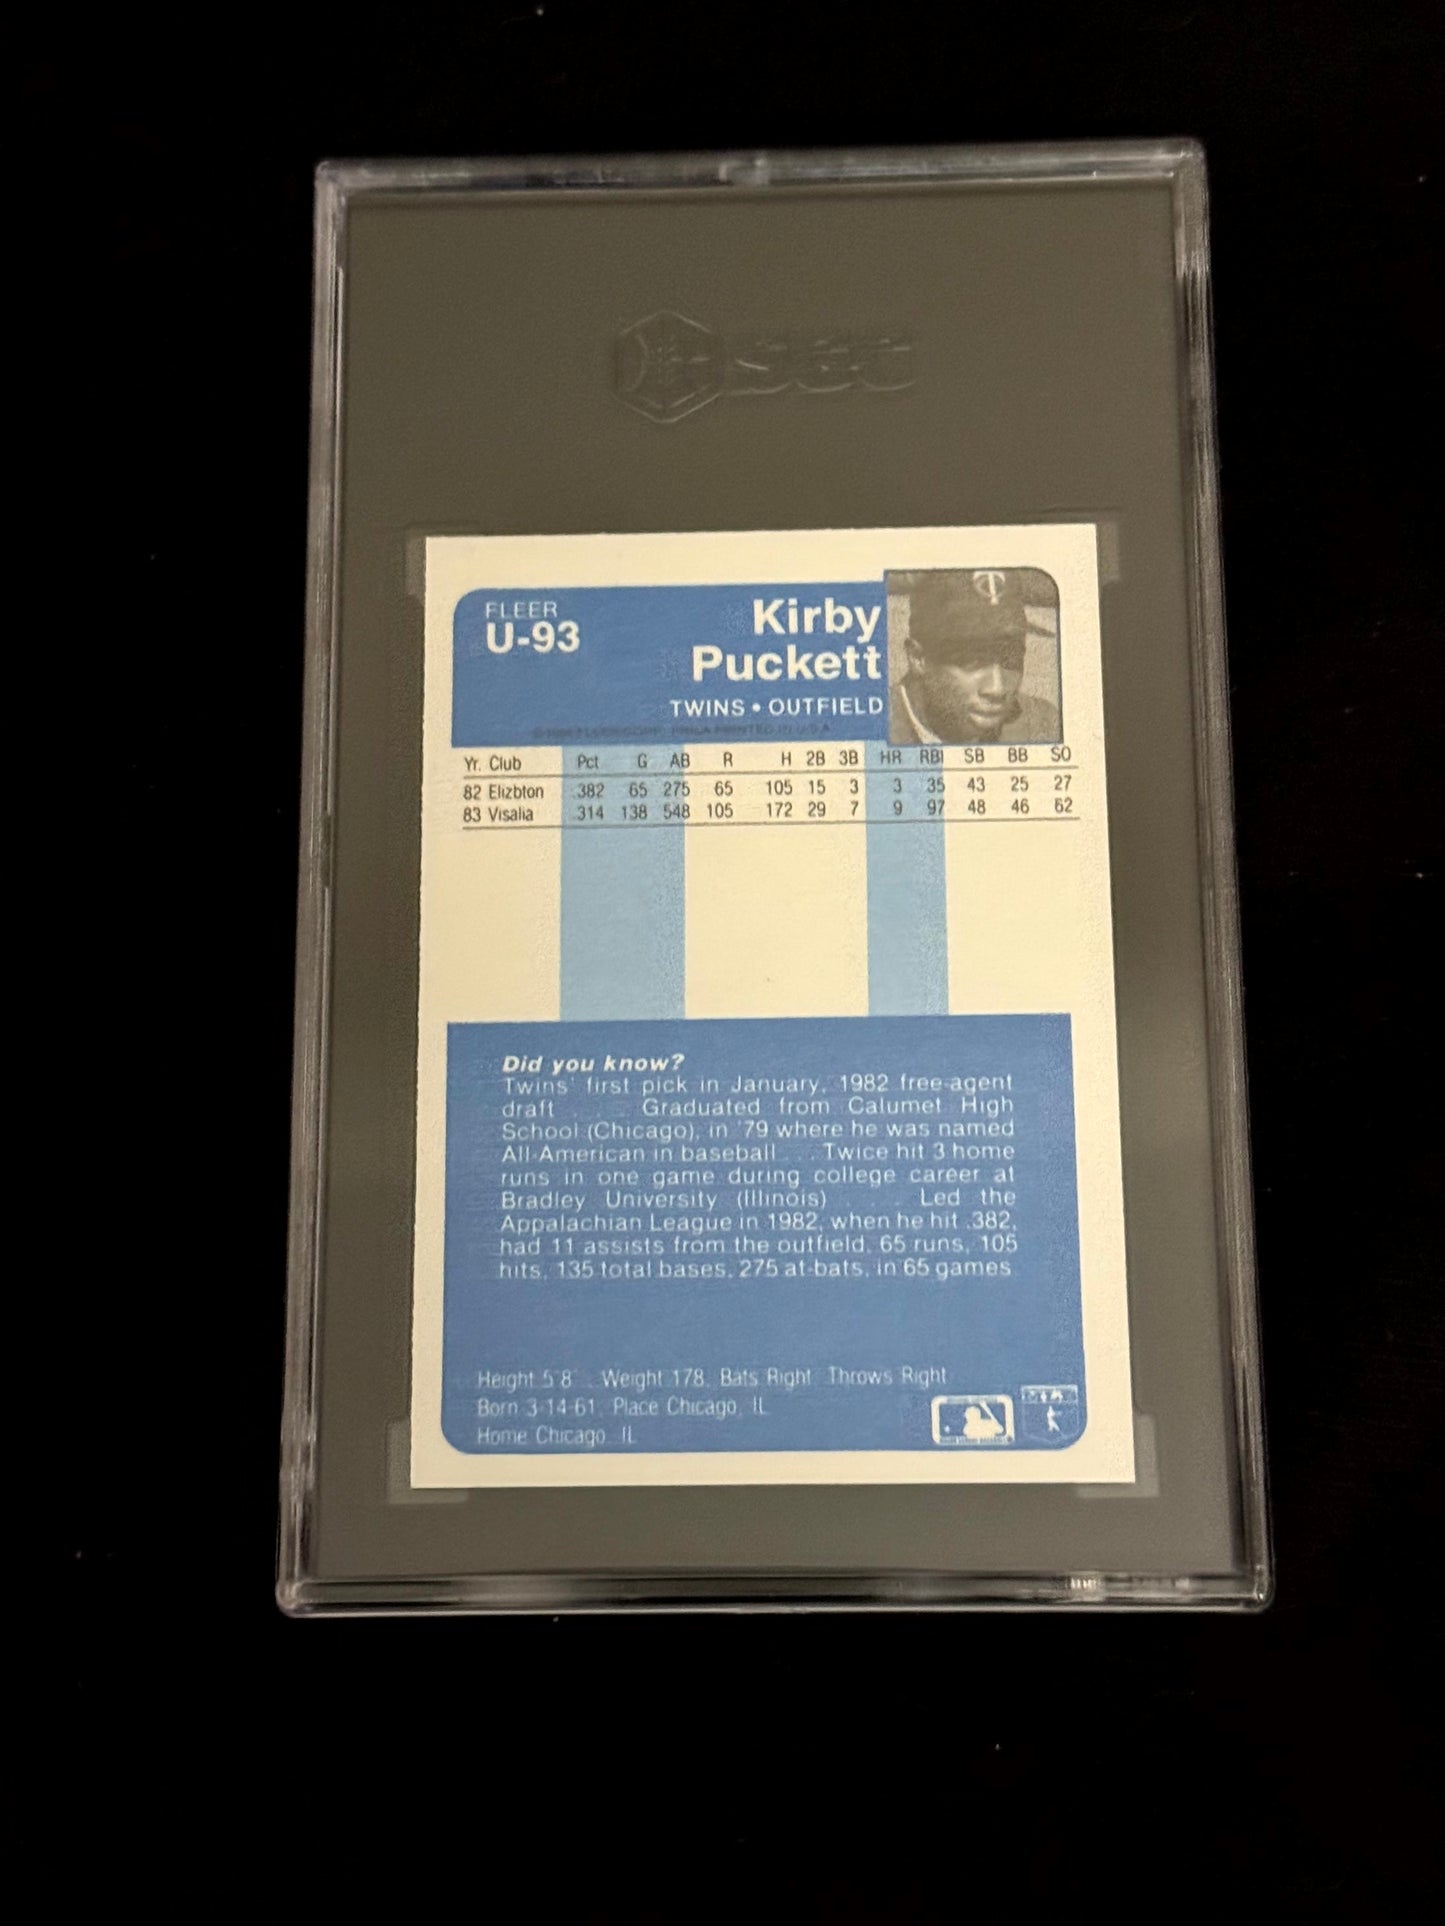 SGC
FLEER
U-93
Kirby
Puckett
TWINS • OUTFIELD
PRINTED IN U.S.A.
Yr. Club Pct G AB R H 2B 3B HR RBI SB BB SO
82 Elizbton .382 65 275 65 105 15 3 3 35 43 25 27
83 Visalia .314 138 548 105 172 29 7 9 97 48 46 62
Did you know?
Twins' first pick in January, 1982 free-agent
draft . . . Graduated from Calumet High
School (Chicago), in '79 where he was named
All-American in baseball . . . Twice hit 3 home
runs in one game during college career at
Bradley University (Illinois) . . . Led the
Appalachian League in 1982, when he hit .382,
had 11 assists from the outfield, 65 runs, 105
hits, 135 total bases, 275 at-bats, in 65 games
Height 5'8" Weight 178 Bats Right Throws Right
Born 3-14-61, Place Chicago, IL
Home Chicago IL